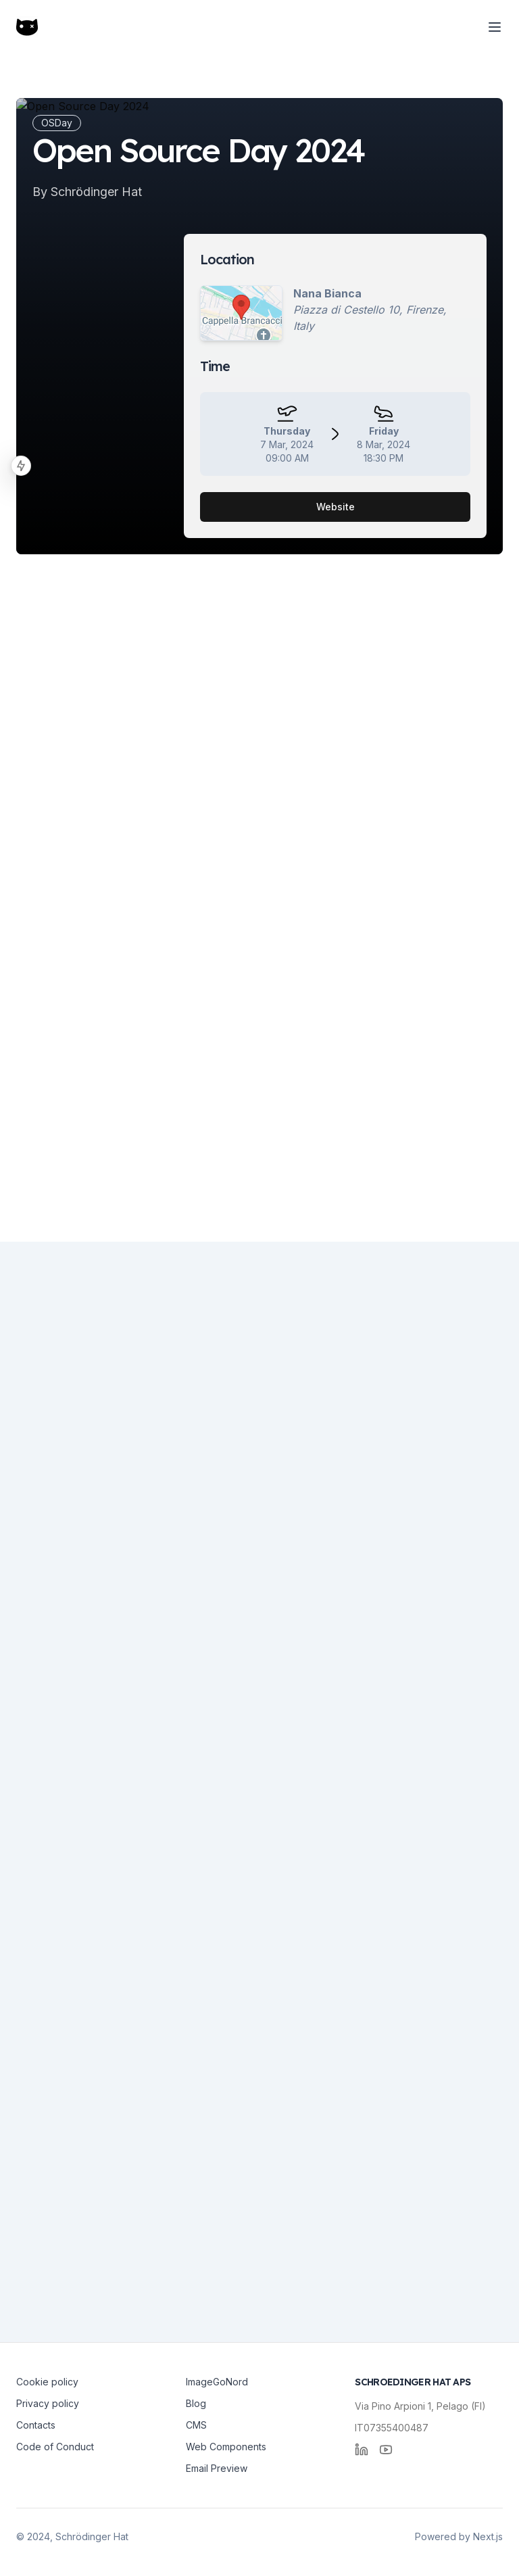 Open Source Day 2024
OSDay
Open Source Day 2024
By Schrödinger Hat
Location
Cappella Brancacci
Nana Bianca
Piazza di Cestello 10, Firenze,
Italy
Time
Thursday
7 Mar, 2024
09:00 AM
Friday
8 Mar, 2024
18:30 PM
Website
Cookie policy
Privacy policy
Contacts
Code of Conduct
ImageGoNord
Blog
CMS
Web Components
Email Preview
SCHROEDINGER HAT APS
Via Pino Arpioni 1, Pelago (FI)
IT07355400487
© 2024, Schrödinger Hat
Powered by Next.js